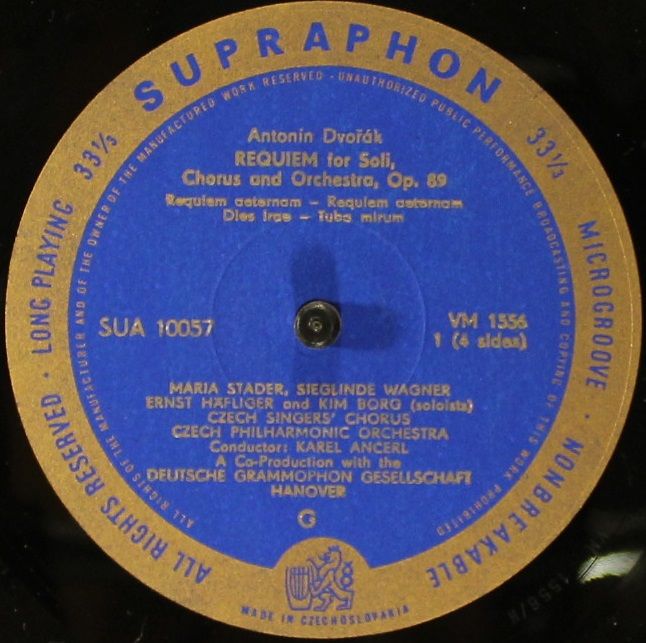 SUPRAPHON
33⅓
33⅓
LONG PLAYING
MICROGROOVE
ALL RIGHTS RESERVED
NONBREAKABLE
ALL RIGHTS OF THE MANUFACTURER AND OF THE OWNER OF THE MANUFACTURED WORK RESERVED - UNAUTHORIZED PUBLIC PERFORMANCE BROADCASTING AND COPYING OF THIS WORK PROHIBITED
Antonín Dvořák
REQUIEM for Soli,
Chorus and Orchestra, Op. 89
Requiem aeternam – Requiem aeternam
Dies irae – Tuba mirum
SUA 10057
VM 1556
1 (4 sides)
MARIA STADER, SIEGLINDE WAGNER
ERNST HÄFLIGER and KIM BORG (soloists)
CZECH SINGERS' CHORUS
CZECH PHILHARMONIC ORCHESTRA
Conductor: KAREL ANCERL
A Co-Production with the
DEUTSCHE GRAMMOPHON GESELLSCHAFT
HANOVER
G
MADE IN CZECHOSLOVAKIA